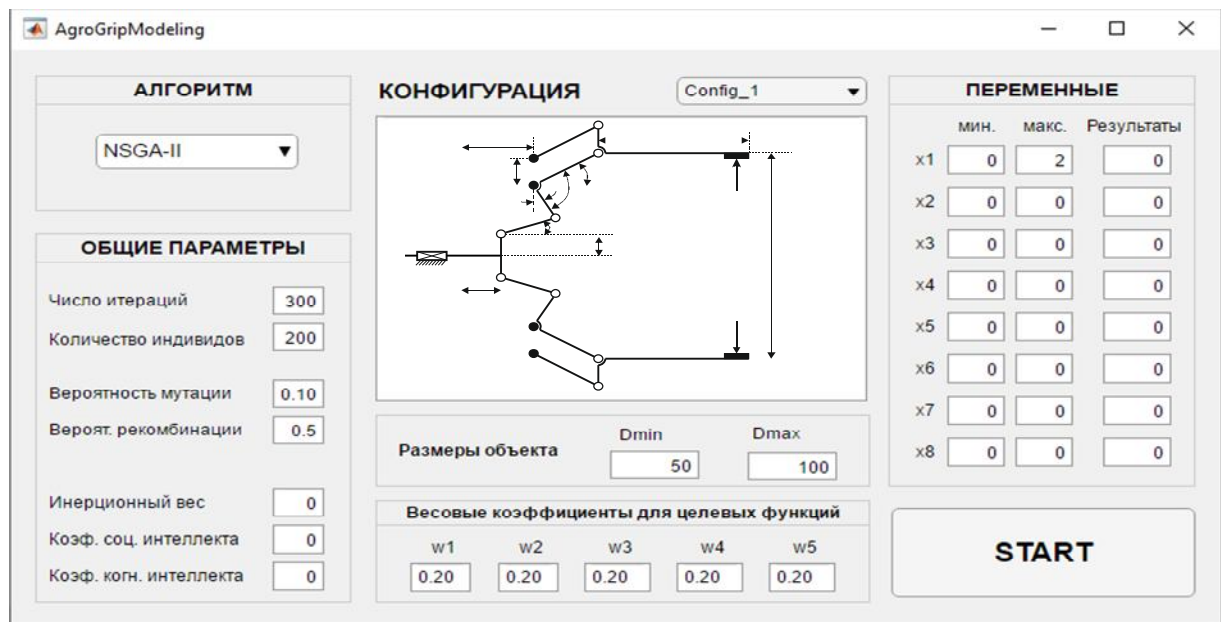 AgroGripModeling
АЛГОРИТМ
NSGA-II
ОБЩИЕ ПАРАМЕТРЫ
Число итераций 300
Количество индивидов 200
Вероятность мутации 0.10
Вероят. рекомбинации 0.5
Инерционный вес 0
Коэф. соц. интеллекта 0
Коэф. когн. интеллекта 0
КОНФИГУРАЦИЯ Config_1
Размеры объекта
Dmin Dmax
50 100
Весовые коэффициенты для целевых функций
w1 w2 w3 w4 w5
0.20 0.20 0.20 0.20 0.20
ПЕРЕМЕННЫЕ
мин. макс. Результаты
x1 0 2 0
x2 0 0 0
x3 0 0 0
x4 0 0 0
x5 0 0 0
x6 0 0 0
x7 0 0 0
x8 0 0 0
START